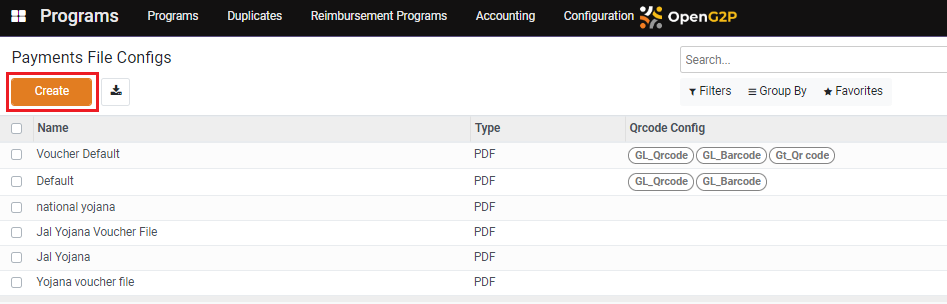 Programs Programs Duplicates Reimbursement Programs Accounting Configuration OpenG2P
Payments File Configs
Search...
Create
Filters Group By Favorites
Name Type Qrcode Config
Voucher Default PDF GL_Qrcode GL_Barcode Gt_Qr code
Default PDF GL_Qrcode GL_Barcode
national yojana PDF
Jal Yojana Voucher File PDF
Jal Yojana PDF
Yojana voucher file PDF